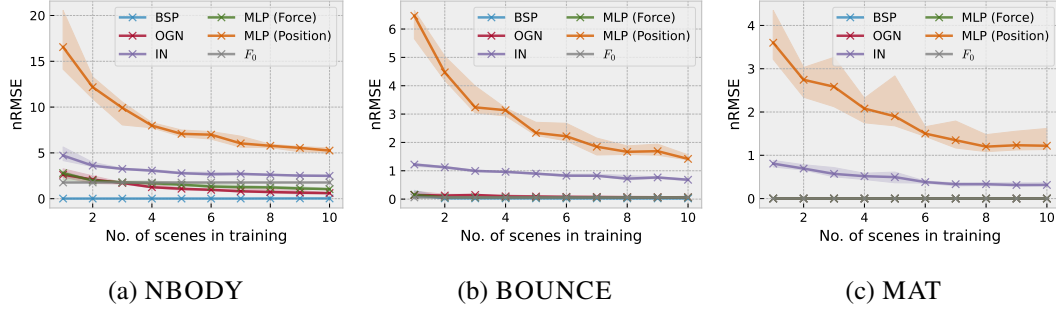 nRMSE
20
15
10
5
0
BSP
OGN
IN
MLP (Force)
MLP (Position)
F₀
2 4 6 8 10
No. of scenes in training
(a) NBODY
nRMSE
6
5
4
3
2
1
0
BSP
OGN
IN
MLP (Force)
MLP (Position)
F₀
2 4 6 8 10
No. of scenes in training
(b) BOUNCE
nRMSE
4
3
2
1
0
BSP
OGN
IN
MLP (Force)
MLP (Position)
F₀
2 4 6 8 10
No. of scenes in training
(c) MAT